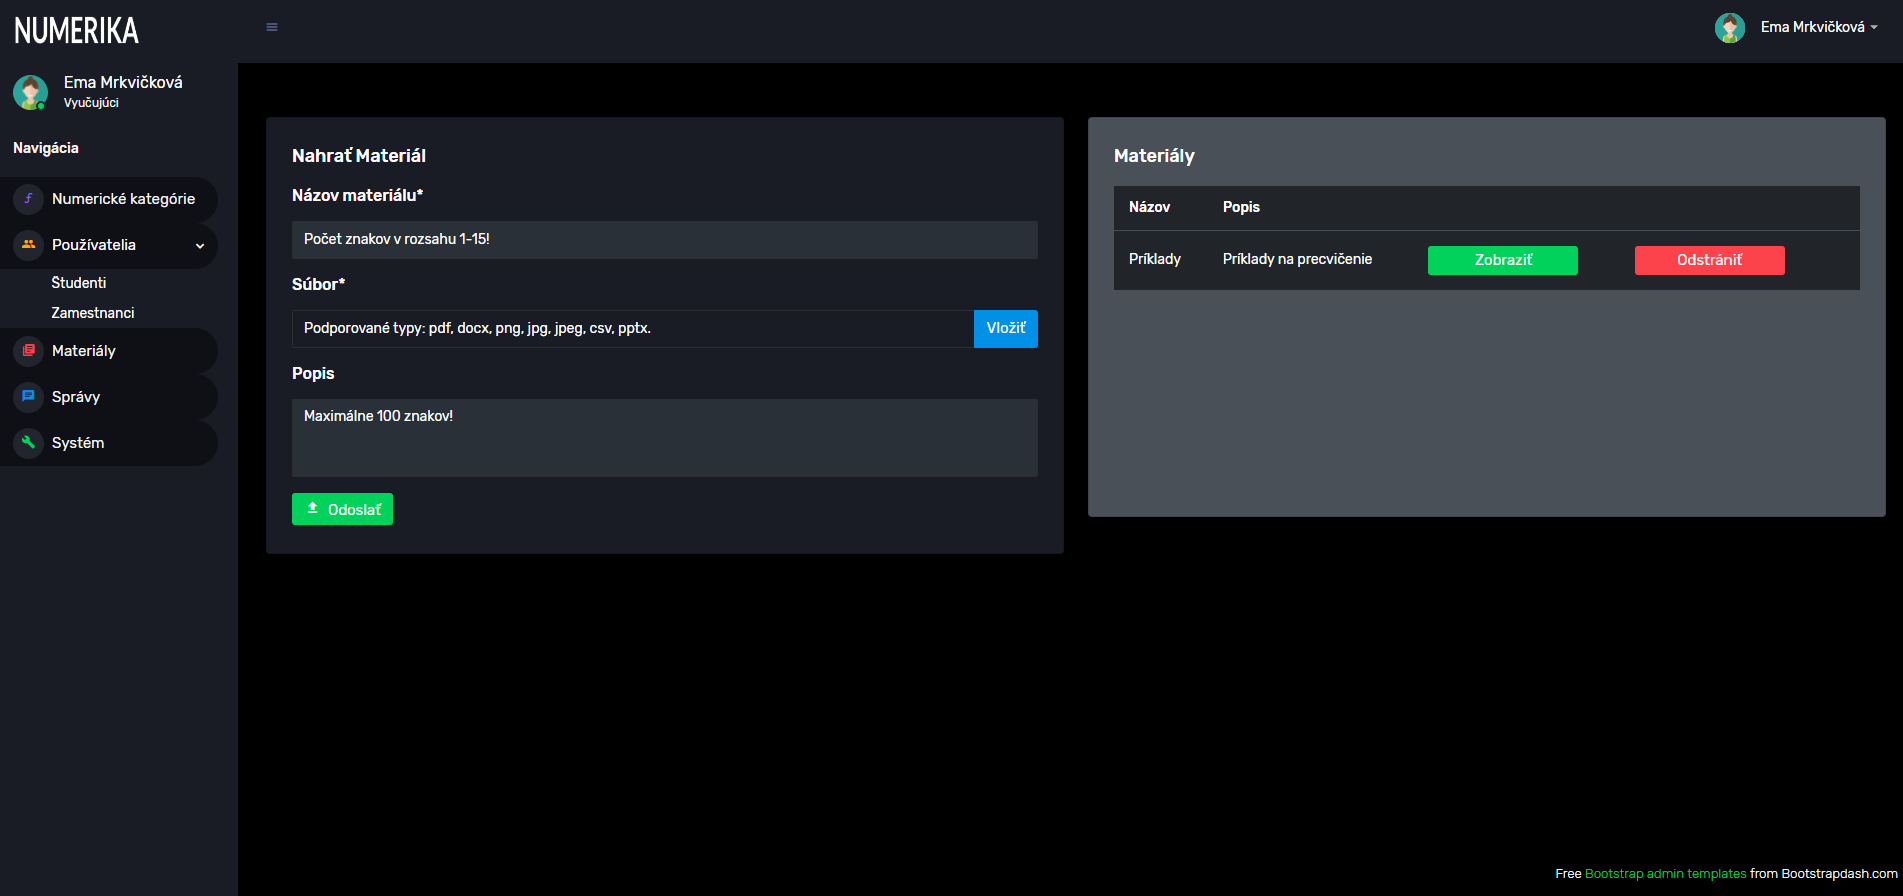 NUMERIKA
Ema Mrkvičková
Ema Mrkvičková
Vyučujúci
Navigácia
Numerické kategórie
Používatelia
Študenti
Zamestnanci
Materiály
Správy
Systém
Nahrať Materiál
Názov materiálu*
Počet znakov v rozsahu 1-15!
Súbor*
Podporované typy: pdf, docx, png, jpg, jpeg, csv, pptx. Vložiť
Popis
Maximálne 100 znakov!
Odoslať
Materiály
Názov Popis
Príklady Príklady na precvičenie Zobraziť Odstrániť
Free Bootstrap admin templates from Bootstrapdash.com